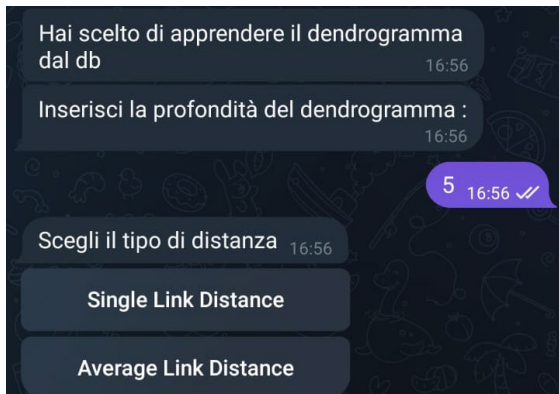 Hai scelto di apprendere il dendrogramma
dal db
16:56
Inserisci la profondità del dendrogramma :
16:56
5 16:56
Scegli il tipo di distanza 16:56
Single Link Distance
Average Link Distance